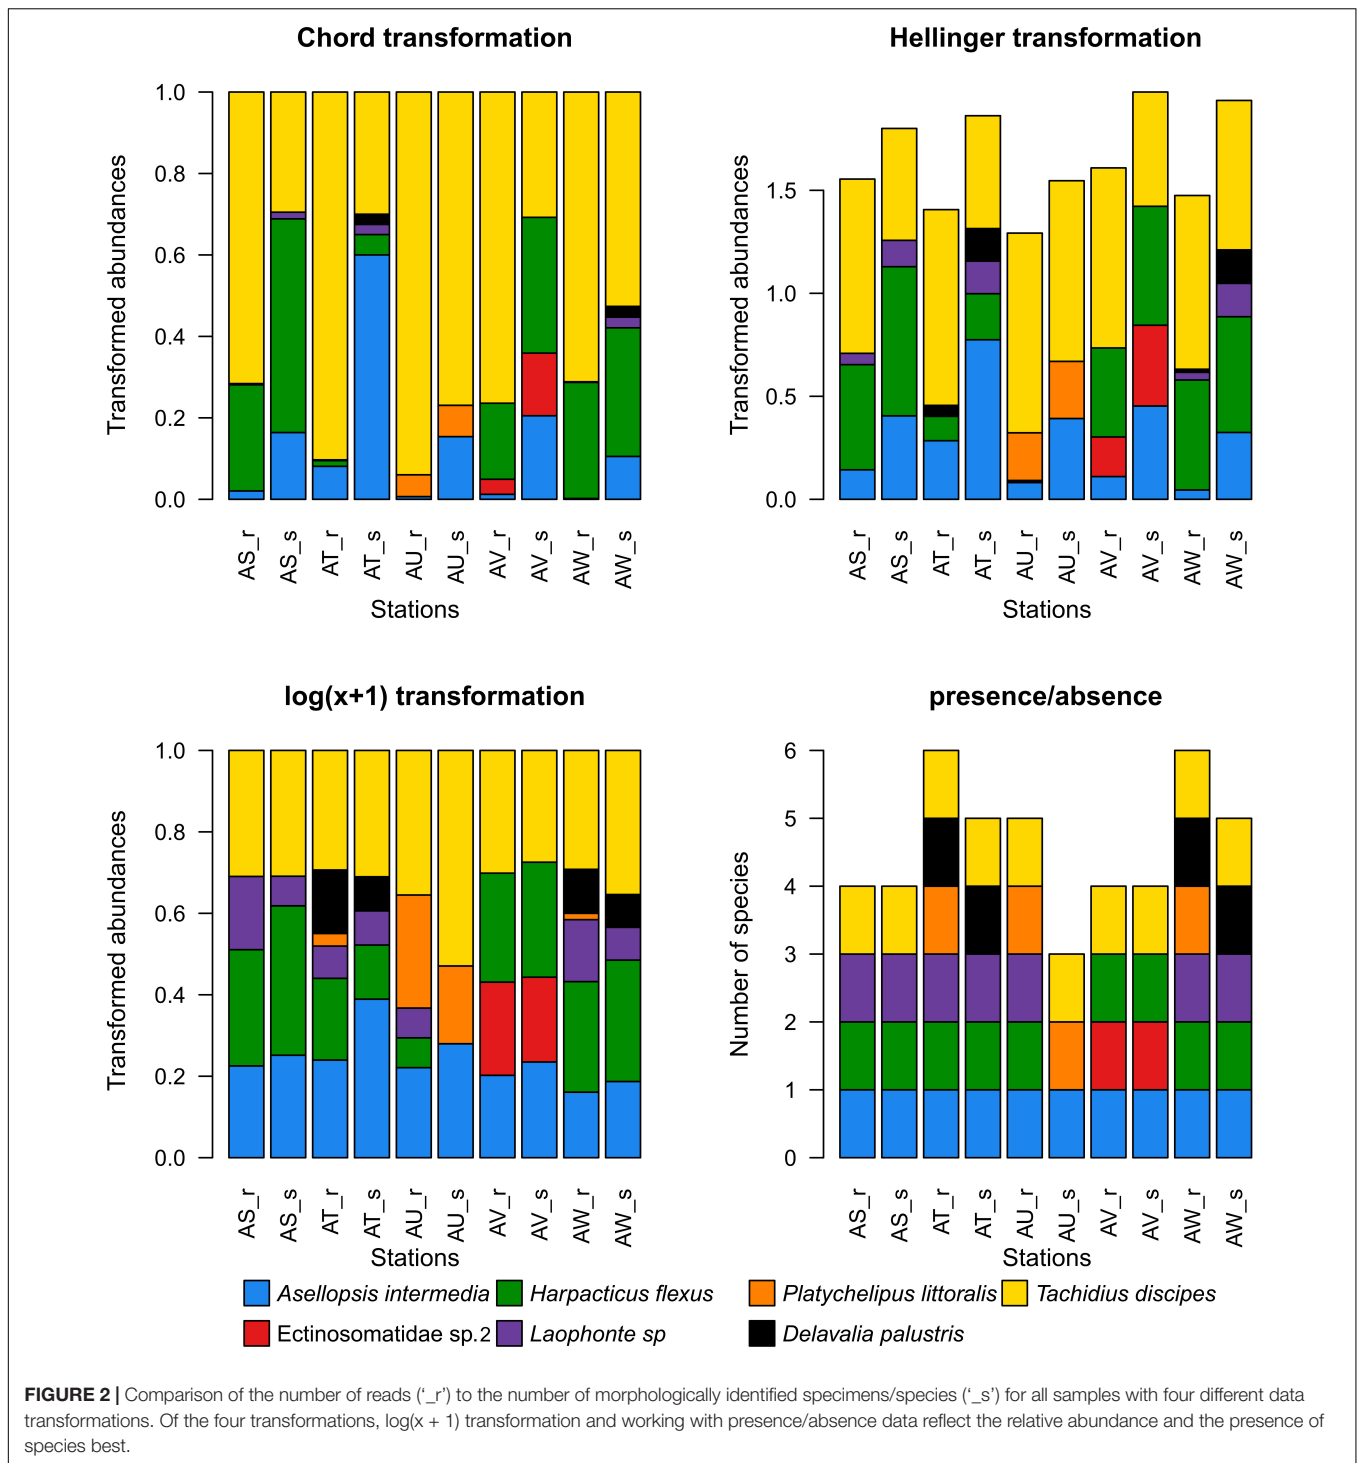 Chord transformation
Transformed abundances
1.0
0.8
0.6
0.4
0.2
0.0
AS_r
AS_s
AT_r
AT_s
AU_r
AU_s
AV_r
AV_s
AW_r
AW_s
Stations
Hellinger transformation
Transformed abundances
1.5
1.0
0.5
0.0
AS_r
AS_s
AT_r
AT_s
AU_r
AU_s
AV_r
AV_s
AW_r
AW_s
Stations
log(x+1) transformation
Transformed abundances
1.0
0.8
0.6
0.4
0.2
0.0
AS_r
AS_s
AT_r
AT_s
AU_r
AU_s
AV_r
AV_s
AW_r
AW_s
Stations
presence/absence
Number of species
6
5
4
3
2
1
0
AS_r
AS_s
AT_r
AT_s
AU_r
AU_s
AV_r
AV_s
AW_r
AW_s
Stations
Asellopsis intermedia Harpacticus flexus Platychelipus littoralis Tachidius discipes
Ectinosomatidae sp.2 Laophonte sp Delavalia palustris
FIGURE 2 | Comparison of the number of reads (‘_r’) to the number of morphologically identified specimens/species (‘_s’) for all samples with four different data
transformations. Of the four transformations, log(x + 1) transformation and working with presence/absence data reflect the relative abundance and the presence of
species best.